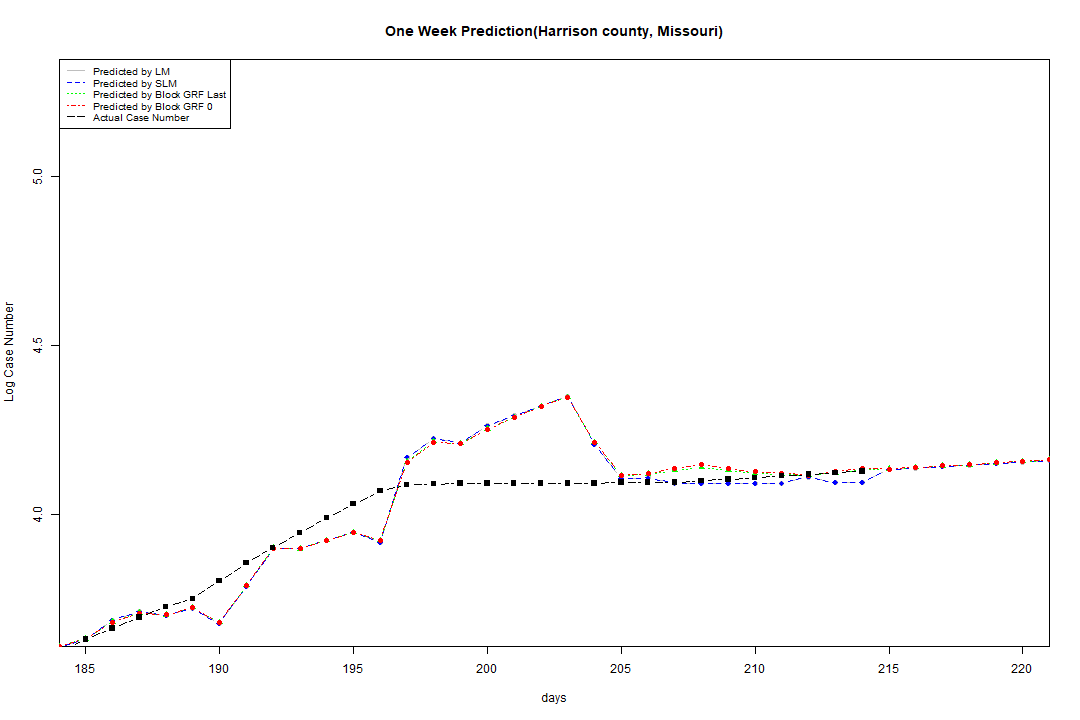 One Week Prediction(Harrison county, Missouri)
Predicted by LM
Predicted by SLM
Predicted by Block GRF Last
Predicted by Block GRF 0
Actual Case Number
Log Case Number
5.0
4.5
4.0
185 190 195 200 205 210 215 220
days